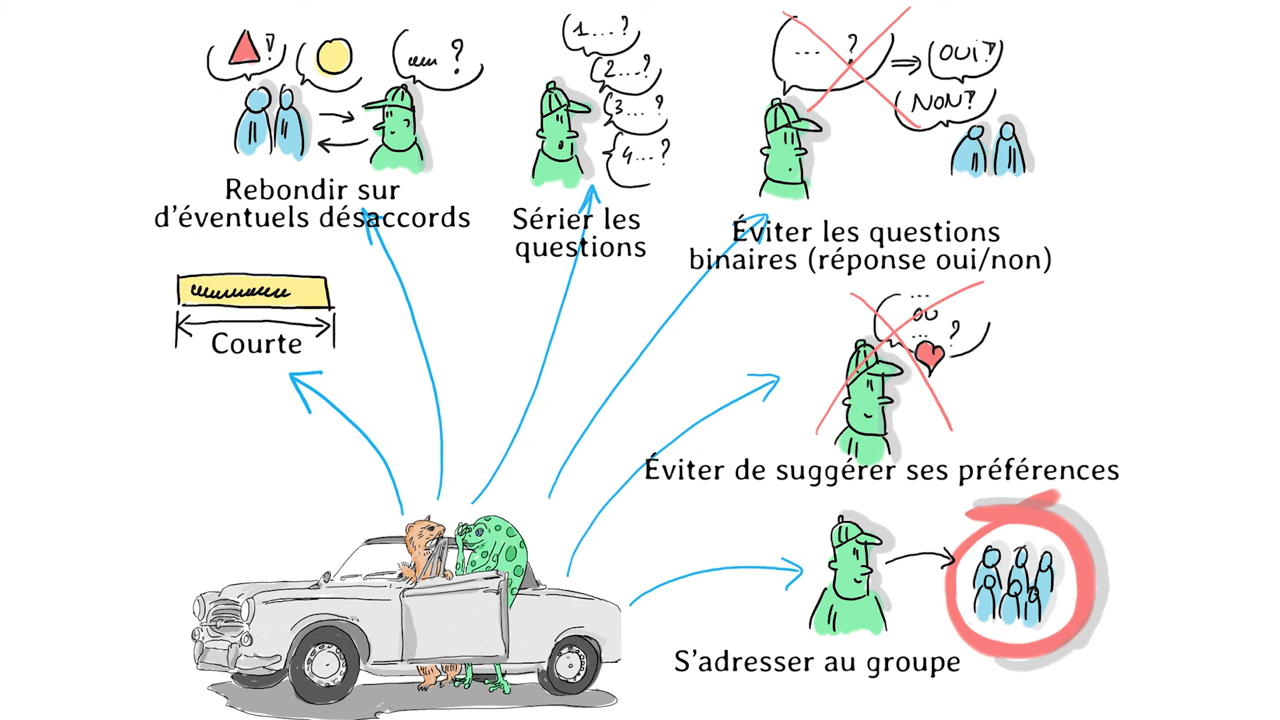 !
... ?
1...?
2...?
3...?
4...?
... ?
OUI?
NON?
Rebondir sur
d'éventuels désaccords
Sérier les
questions
Éviter les questions
binaires (réponse oui/non)
Courte
...
ou
... ?
Éviter de suggérer ses préférences
S'adresser au groupe